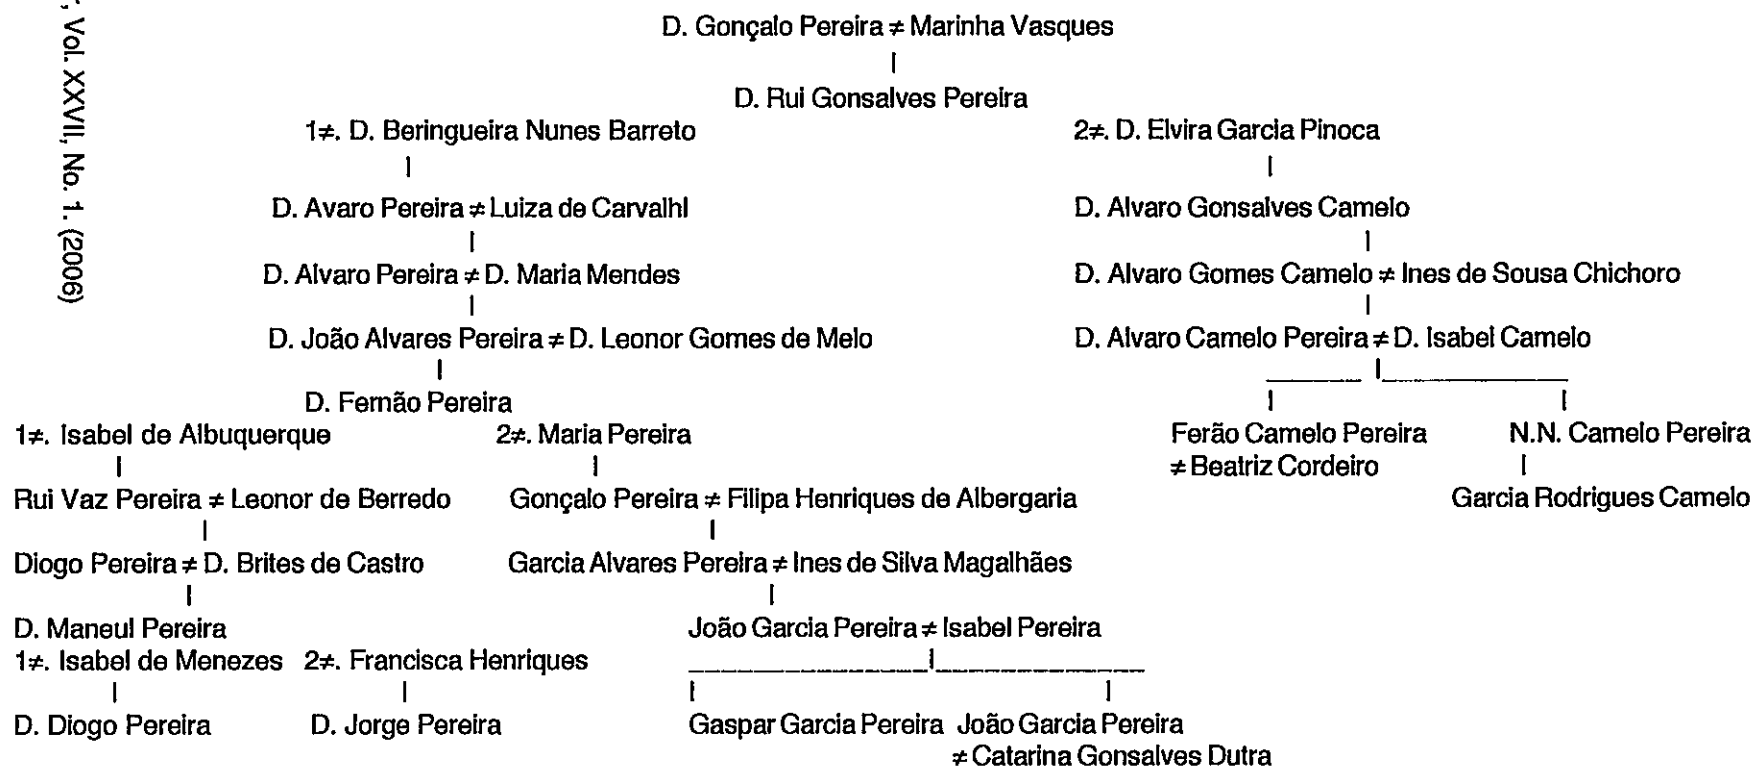 , Vol. XXVII, No. 1. (2006)
D. Gonçalo Pereira ≠ Marinha Vasques
D. Rui Gonsalves Pereira
1≠. D. Beringueira Nunes Barreto 2≠. D. Elvira Garcia Pinoca
D. Avaro Pereira ≠ Luiza de Carvalhl D. Alvaro Gonsalves Camelo
D. Alvaro Pereira ≠ D. Maria Mendes D. Alvaro Gomes Camelo ≠ Ines de Sousa Chichoro
D. João Alvares Pereira ≠ D. Leonor Gomes de Melo D. Alvaro Camelo Pereira ≠ D. Isabel Camelo
D. Fernão Pereira
1≠. Isabel de Albuquerque 2≠. Maria Pereira Ferão Camelo Pereira N.N. Camelo Pereira
≠ Beatriz Cordeiro
Rui Vaz Pereira ≠ Leonor de Berredo Gonçalo Pereira ≠ Filipa Henriques de Albergaria Garcia Rodrigues Camelo
Diogo Pereira ≠ D. Brites de Castro Garcia Alvares Pereira ≠ Ines de Silva Magalhães
D. Maneul Pereira João Garcia Pereira ≠ Isabel Pereira
1≠. Isabel de Menezes 2≠. Francisca Henriques
D. Diogo Pereira D. Jorge Pereira Gaspar Garcia Pereira João Garcia Pereira
≠ Catarina Gonsalves Dutra